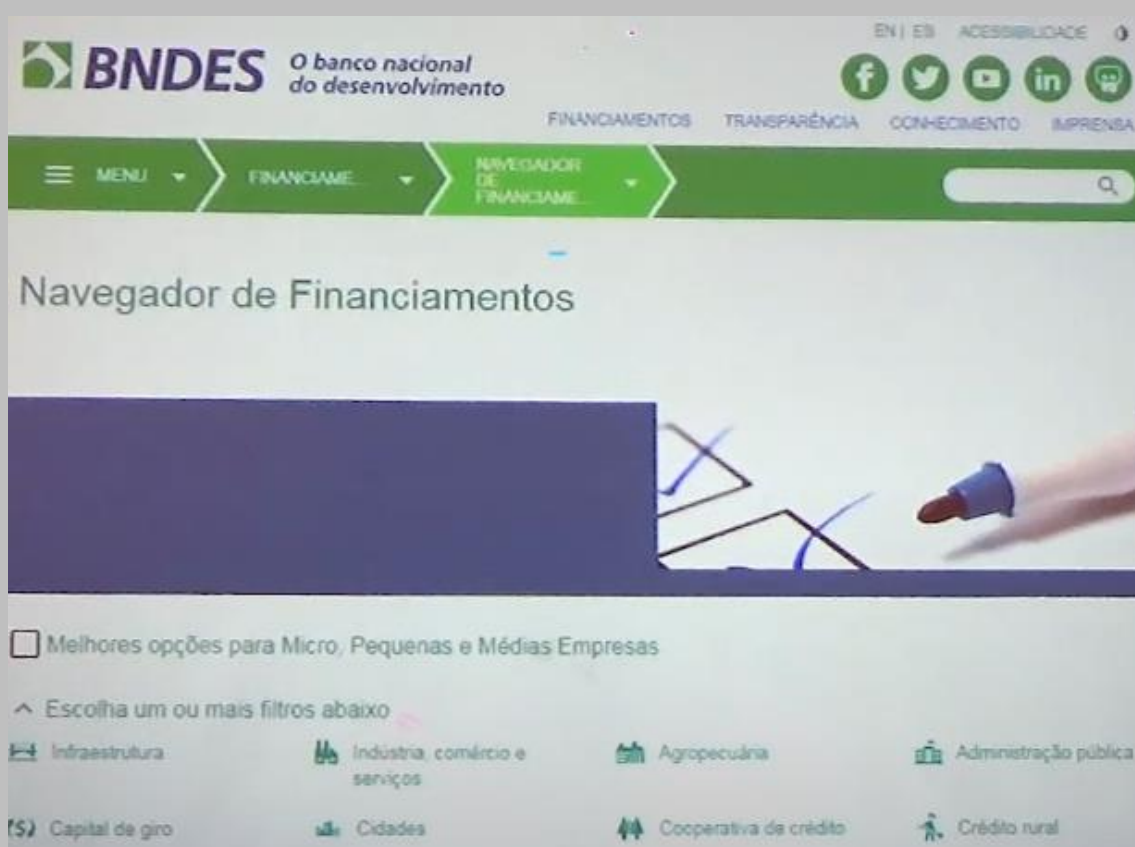 EN | ES ACESSIBILIDADE
BNDES O banco nacional
do desenvolvimento
FINANCIAMENTOS TRANSPARÊNCIA CONHECIMENTO IMPRENSA
MENU FINANCIAME... NAVEGADOR
DE
FINANCIAME...
Navegador de Financiamentos
Melhores opções para Micro, Pequenas e Médias Empresas
Escolha um ou mais filtros abaixo
Infraestrutura Indústria, comércio e Agropecuária Administração pública
serviços
Capital de giro Cidades Cooperativa de crédito Crédito rural